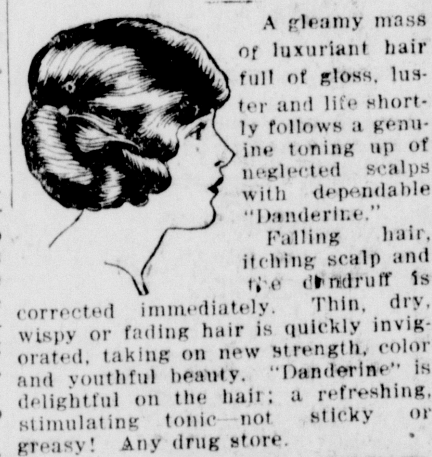 A gleamy mass
of luxuriant hair
full of gloss, lus-
ter and life short-
ly follows a genu-
ine toning up of
neglected scalps
with dependable
"Danderine."
Falling hair,
itching scalp and
the dandruff is
corrected immediately. Thin, dry,
wispy or fading hair is quickly invig-
orated, taking on new strength, color
and youthful beauty. "Danderine" is
delightful on the hair; a refreshing,
stimulating tonic—not sticky or
greasy! Any drug store.